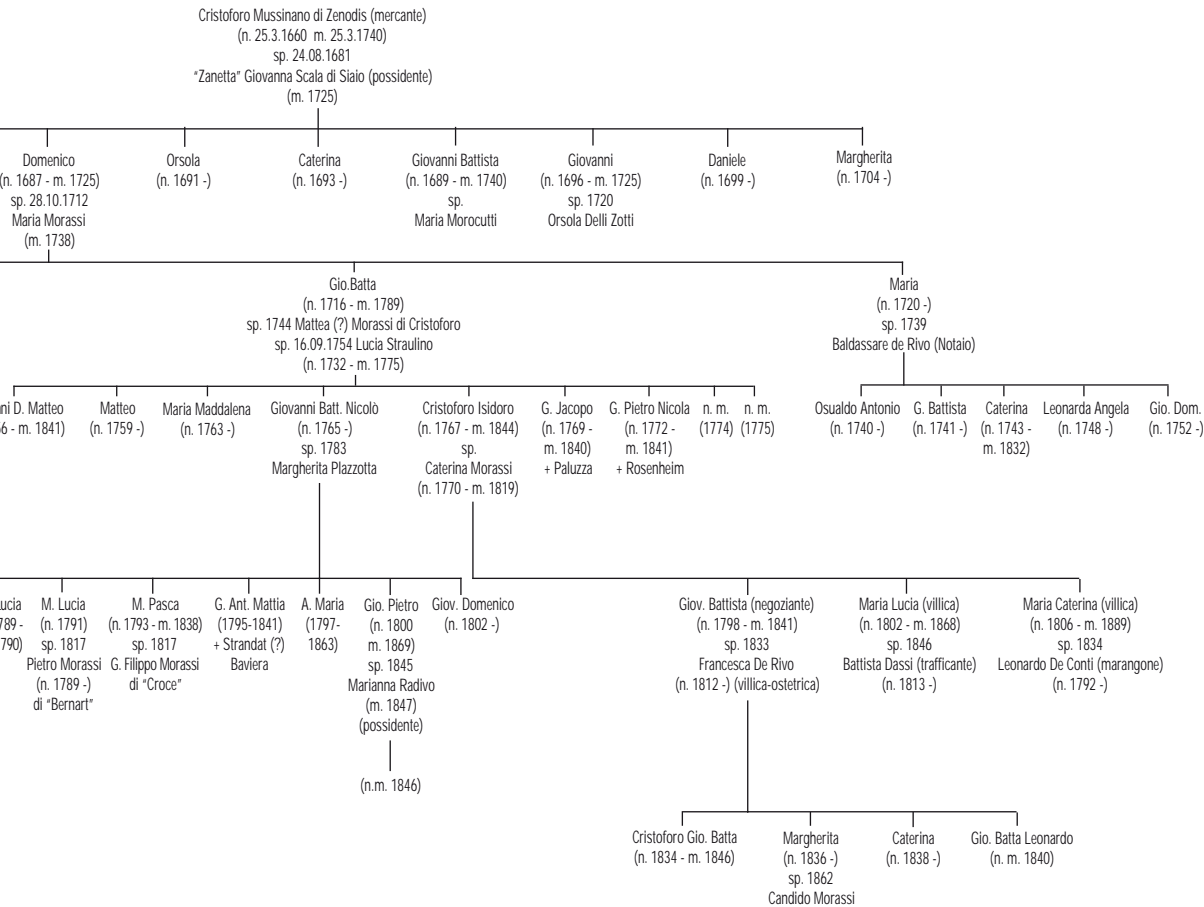 Cristoforo Mussinano di Zenodis (mercante)
(n. 25.3.1660 m. 25.3.1740)
sp. 24.08.1681
"Zanetta" Giovanna Scala di Siaio (possidente)
(m. 1725)
Domenico
(n. 1687 - m. 1725)
sp. 28.10.1712
Maria Morassi
(m. 1738)
Orsola
(n. 1691 -)
Caterina
(n. 1693 -)
Giovanni Battista
(n. 1689 - m. 1740)
sp.
Maria Morocutti
Giovanni
(n. 1696 - m. 1725)
sp. 1720
Orsola Delli Zotti
Daniele
(n. 1699 -)
Margherita
(n. 1704 -)
Gio.Batta
(n. 1716 - m. 1789)
sp. 1744 Mattea (?) Morassi di Cristoforo
sp. 16.09.1754 Lucia Straulino
(n. 1732 - m. 1775)
Maria
(n. 1720 -)
sp. 1739
Baldassare de Rivo (Notaio)
ni D. Matteo
6 - m. 1841)
Matteo
(n. 1759 -)
Maria Maddalena
(n. 1763 -)
Giovanni Batt. Nicolò
(n. 1765 -)
sp. 1783
Margherita Plazzotta
Cristoforo Isidoro
(n. 1767 - m. 1844)
sp.
Caterina Morassi
(n. 1770 - m. 1819)
G. Jacopo
(n. 1769 -
m. 1840)
+ Paluzza
G. Pietro Nicola
(n. 1772 -
m. 1841)
+ Rosenheim
n. m.
(1774)
n. m.
(1775)
Osualdo Antonio
(n. 1740 -)
G. Battista
(n. 1741 -)
Caterina
(n. 1743 -
m. 1832)
Leonarda Angela
(n. 1748 -)
Gio. Dom.
(n. 1752 -)
ucia
789 -
790)
M. Lucia
(n. 1791)
sp. 1817
Pietro Morassi
(n. 1789 -)
di "Bernart"
M. Pasca
(n. 1793 - m. 1838)
sp. 1817
G. Filippo Morassi
di "Croce"
G. Ant. Mattia
(1795-1841)
+ Strandat (?)
Baviera
A. Maria
(1797-
1863)
Gio. Pietro
(n. 1800
m. 1869)
sp. 1845
Marianna Radivo
(m. 1847)
(possidente)
(n.m. 1846)
Giov. Domenico
(n. 1802 -)
Giov. Battista (negoziante)
(n. 1798 - m. 1841)
sp. 1833
Francesca De Rivo
(n. 1812 -) (villica-ostetrica)
Maria Lucia (villica)
(n. 1802 - m. 1868)
sp. 1846
Battista Dassi (trafficante)
(n. 1813 -)
Maria Caterina (villica)
(n. 1806 - m. 1889)
sp. 1834
Leonardo De Conti (marangone)
(n. 1792 -)
Cristoforo Gio. Batta
(n. 1834 - m. 1846)
Margherita
(n. 1836 -)
sp. 1862
Candido Morassi
Caterina
(n. 1838 -)
Gio. Batta Leonardo
(n. m. 1840)